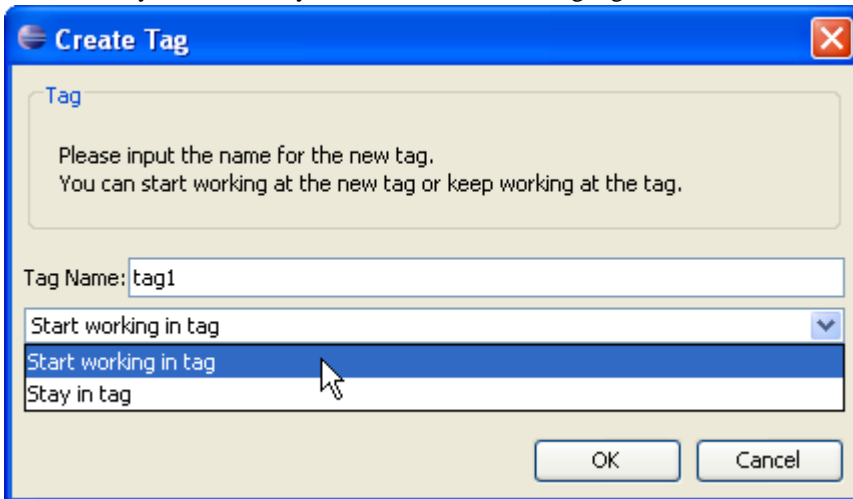 Create Tag
Tag
Please input the name for the new tag.
You can start working at the new tag or keep working at the tag.
Tag Name: tag1
Start working in tag
Start working in tag
Stay in tag
OK Cancel